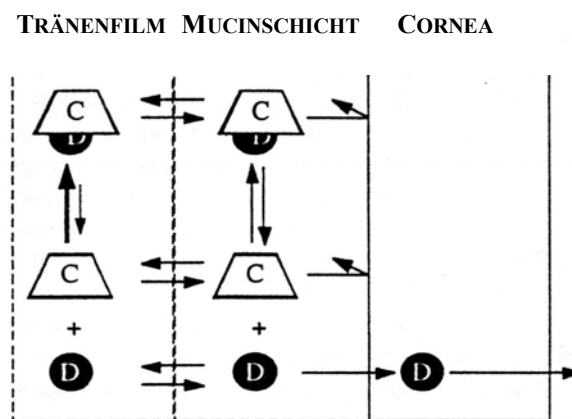 TRÄNENFILM MUCINSCHICHT CORNEA
C C
D D
C C
+ +
D D D